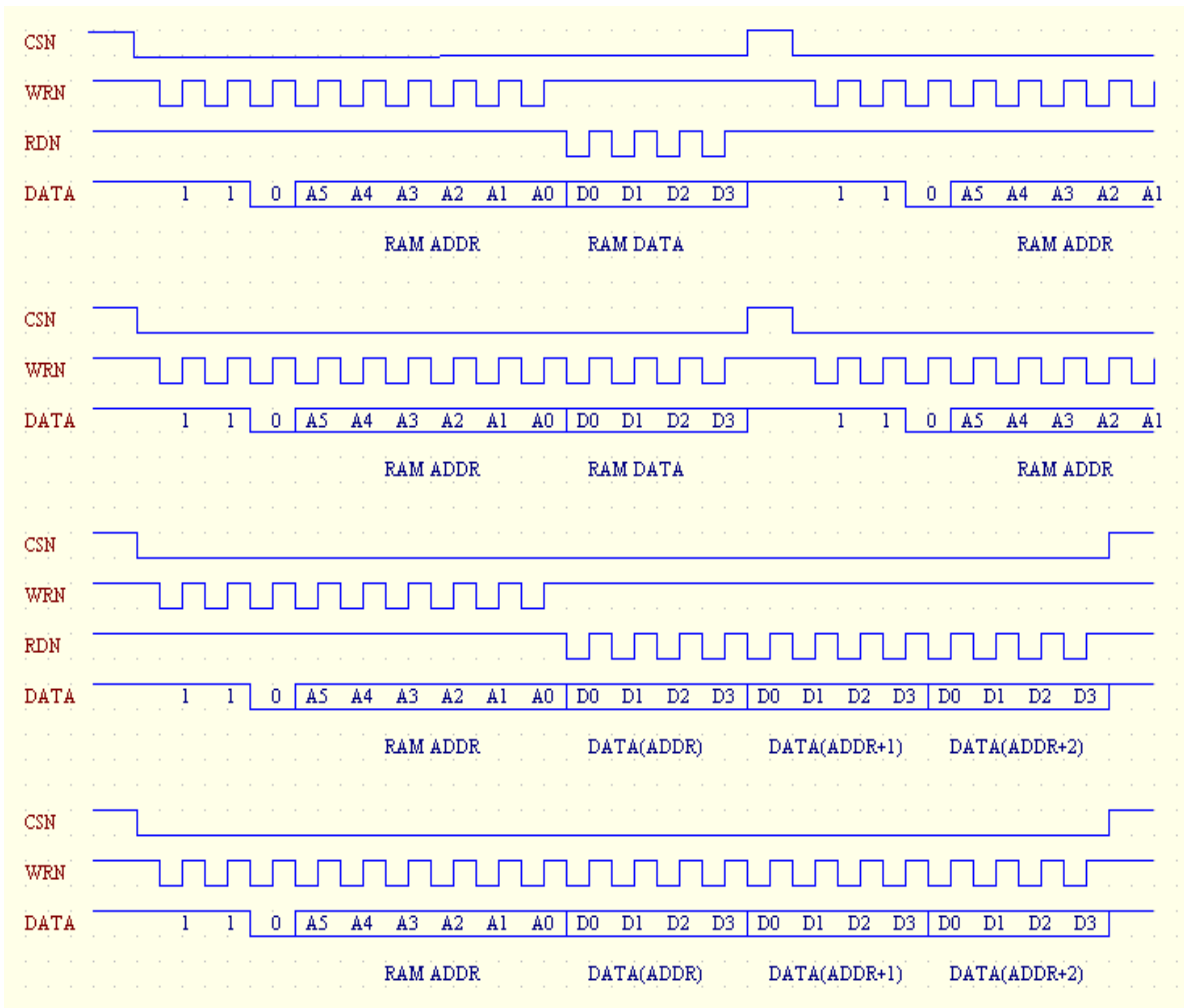 CSN
WRN
RDN
DATA 1 1 0 A5 A4 A3 A2 A1 A0 D0 D1 D2 D3 1 1 0 A5 A4 A3 A2 A1
RAM ADDR RAM DATA RAM ADDR
CSN
WRN
DATA 1 1 0 A5 A4 A3 A2 A1 A0 D0 D1 D2 D3 1 1 0 A5 A4 A3 A2 A1
RAM ADDR RAM DATA RAM ADDR
CSN
WRN
RDN
DATA 1 1 0 A5 A4 A3 A2 A1 A0 D0 D1 D2 D3 D0 D1 D2 D3 D0 D1 D2 D3
RAM ADDR DATA(ADDR) DATA(ADDR+1) DATA(ADDR+2)
CSN
WRN
DATA 1 1 0 A5 A4 A3 A2 A1 A0 D0 D1 D2 D3 D0 D1 D2 D3 D0 D1 D2 D3
RAM ADDR DATA(ADDR) DATA(ADDR+1) DATA(ADDR+2)